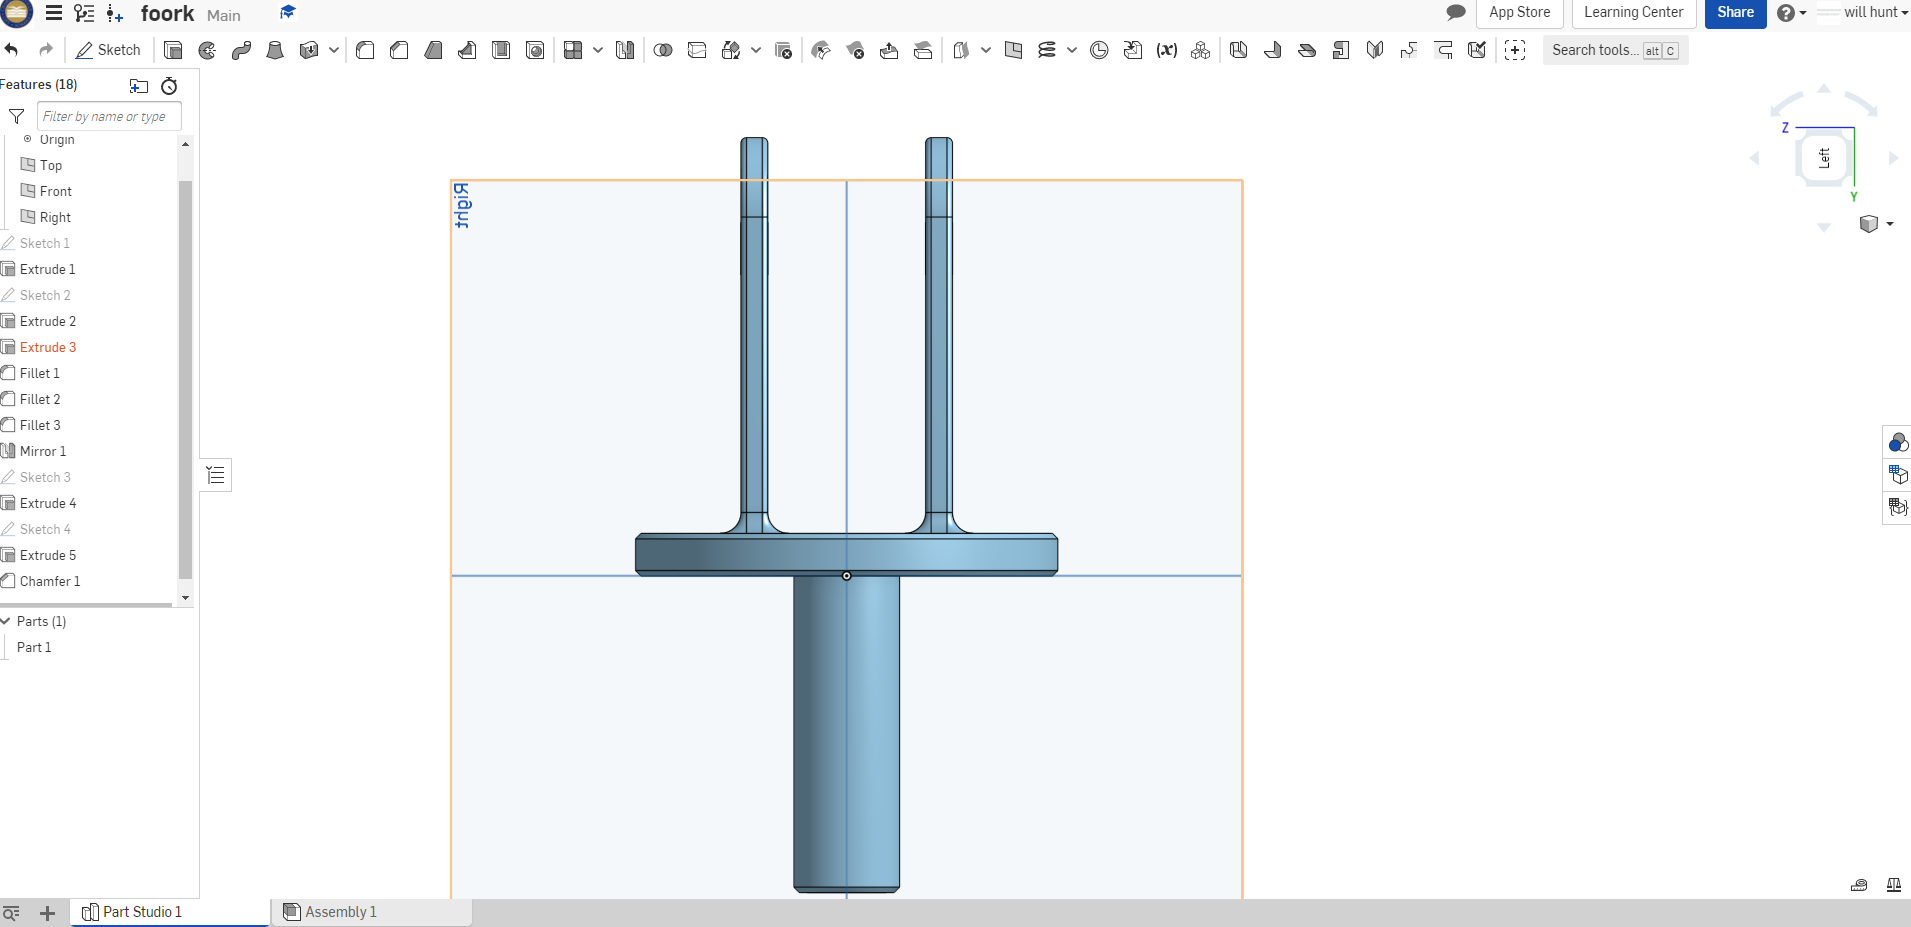 foork Main
App Store
Learning Center
Share
will hunt
Sketch
Search tools... alt C
Features (18)
Filter by name or type
Origin
Top
Front
Right
Sketch 1
Extrude 1
Sketch 2
Extrude 2
Extrude 3
Fillet 1
Fillet 2
Fillet 3
Mirror 1
Sketch 3
Extrude 4
Sketch 4
Extrude 5
Chamfer 1
Parts (1)
Part 1
Right
Z
Left
Y
Part Studio 1
Assembly 1